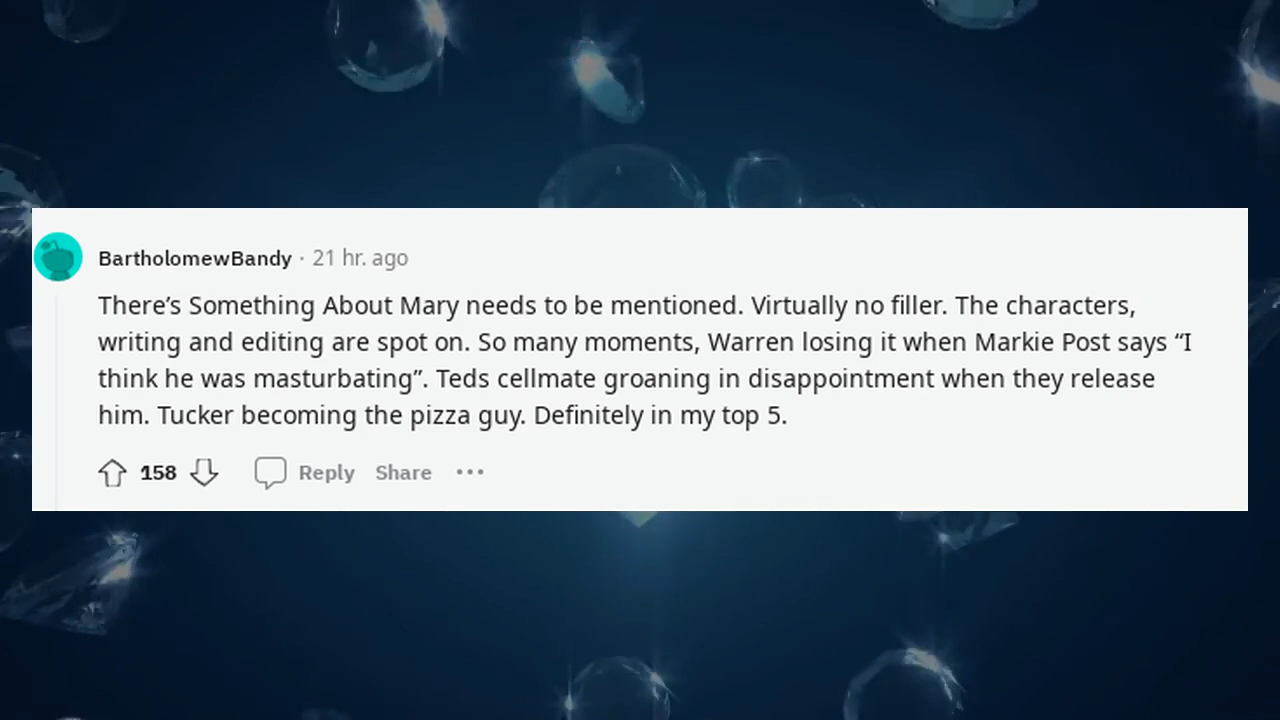 BartholomewBandy · 21 hr. ago
There’s Something About Mary needs to be mentioned. Virtually no filler. The characters,
writing and editing are spot on. So many moments, Warren losing it when Markie Post says “I
think he was masturbating”. Teds cellmate groaning in disappointment when they release
him. Tucker becoming the pizza guy. Definitely in my top 5.
158 Reply Share •••